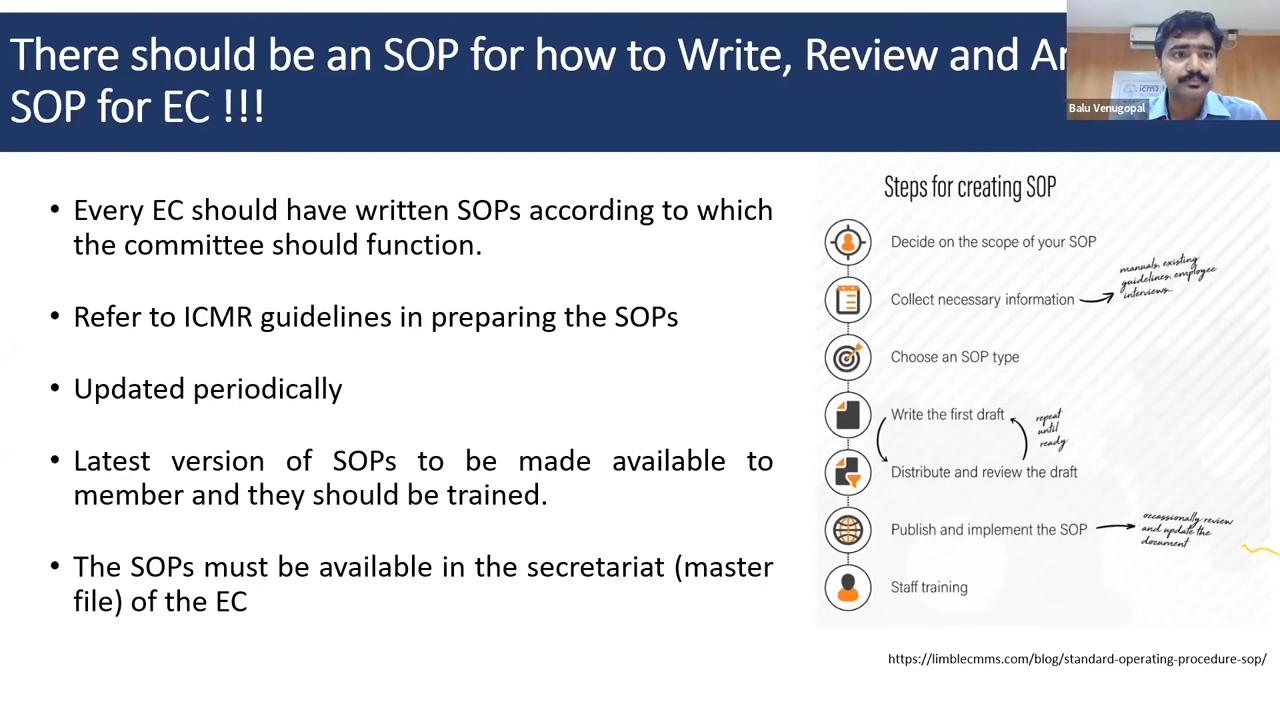 There should be an SOP for how to Write, Review and
SOP for EC !!!
icmr
Balu Venugopal
• Every EC should have written SOPs according to which
the committee should function.
• Refer to ICMR guidelines in preparing the SOPs
• Updated periodically
• Latest version of SOPs to be made available to
member and they should be trained.
• The SOPs must be available in the secretariat (master
file) of the EC
Steps for creating SOP
Decide on the scope of your SOP
Collect necessary information
manuals, existing
guidelines, employee
interviews...
Choose an SOP type
Write the first draft
repeat
until
ready
Distribute and review the draft
Publish and implement the SOP
occassionally review
and update the
document
Staff training
https://limblecmms.com/blog/standard-operating-procedure-sop/